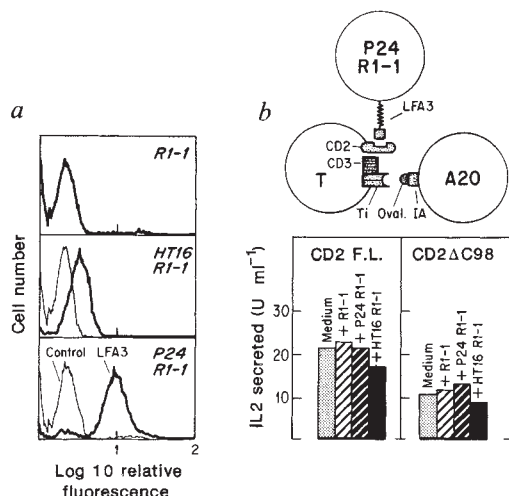 a
R1-1
HT16
R1-1
Control
LFA3
P24
R1-1
Cell number
0
1
2
Log 10 relative
fluorescence
b
P24
R1-1
LFA3
CD2
CD3
T
Ti
Oval.
IA
A20
CD2 F.L.
CD2ΔC98
IL2 secreted (U ml⁻¹)
30
20
10
Medium
+ R1-1
+ P24 R1-1
+ HT16 R1-1
Medium
+ R1-1
+ P24 R1-1
+ HT16 R1-1